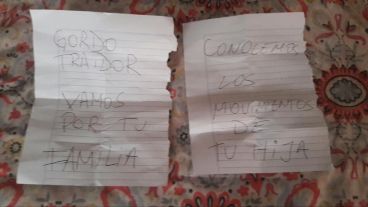 GORDO
TRAIDOR
VAMOS
POR TU
FAMILIA
CONOCEMOS
LOS
MOVIMIENTOS
DE
TU HIJA